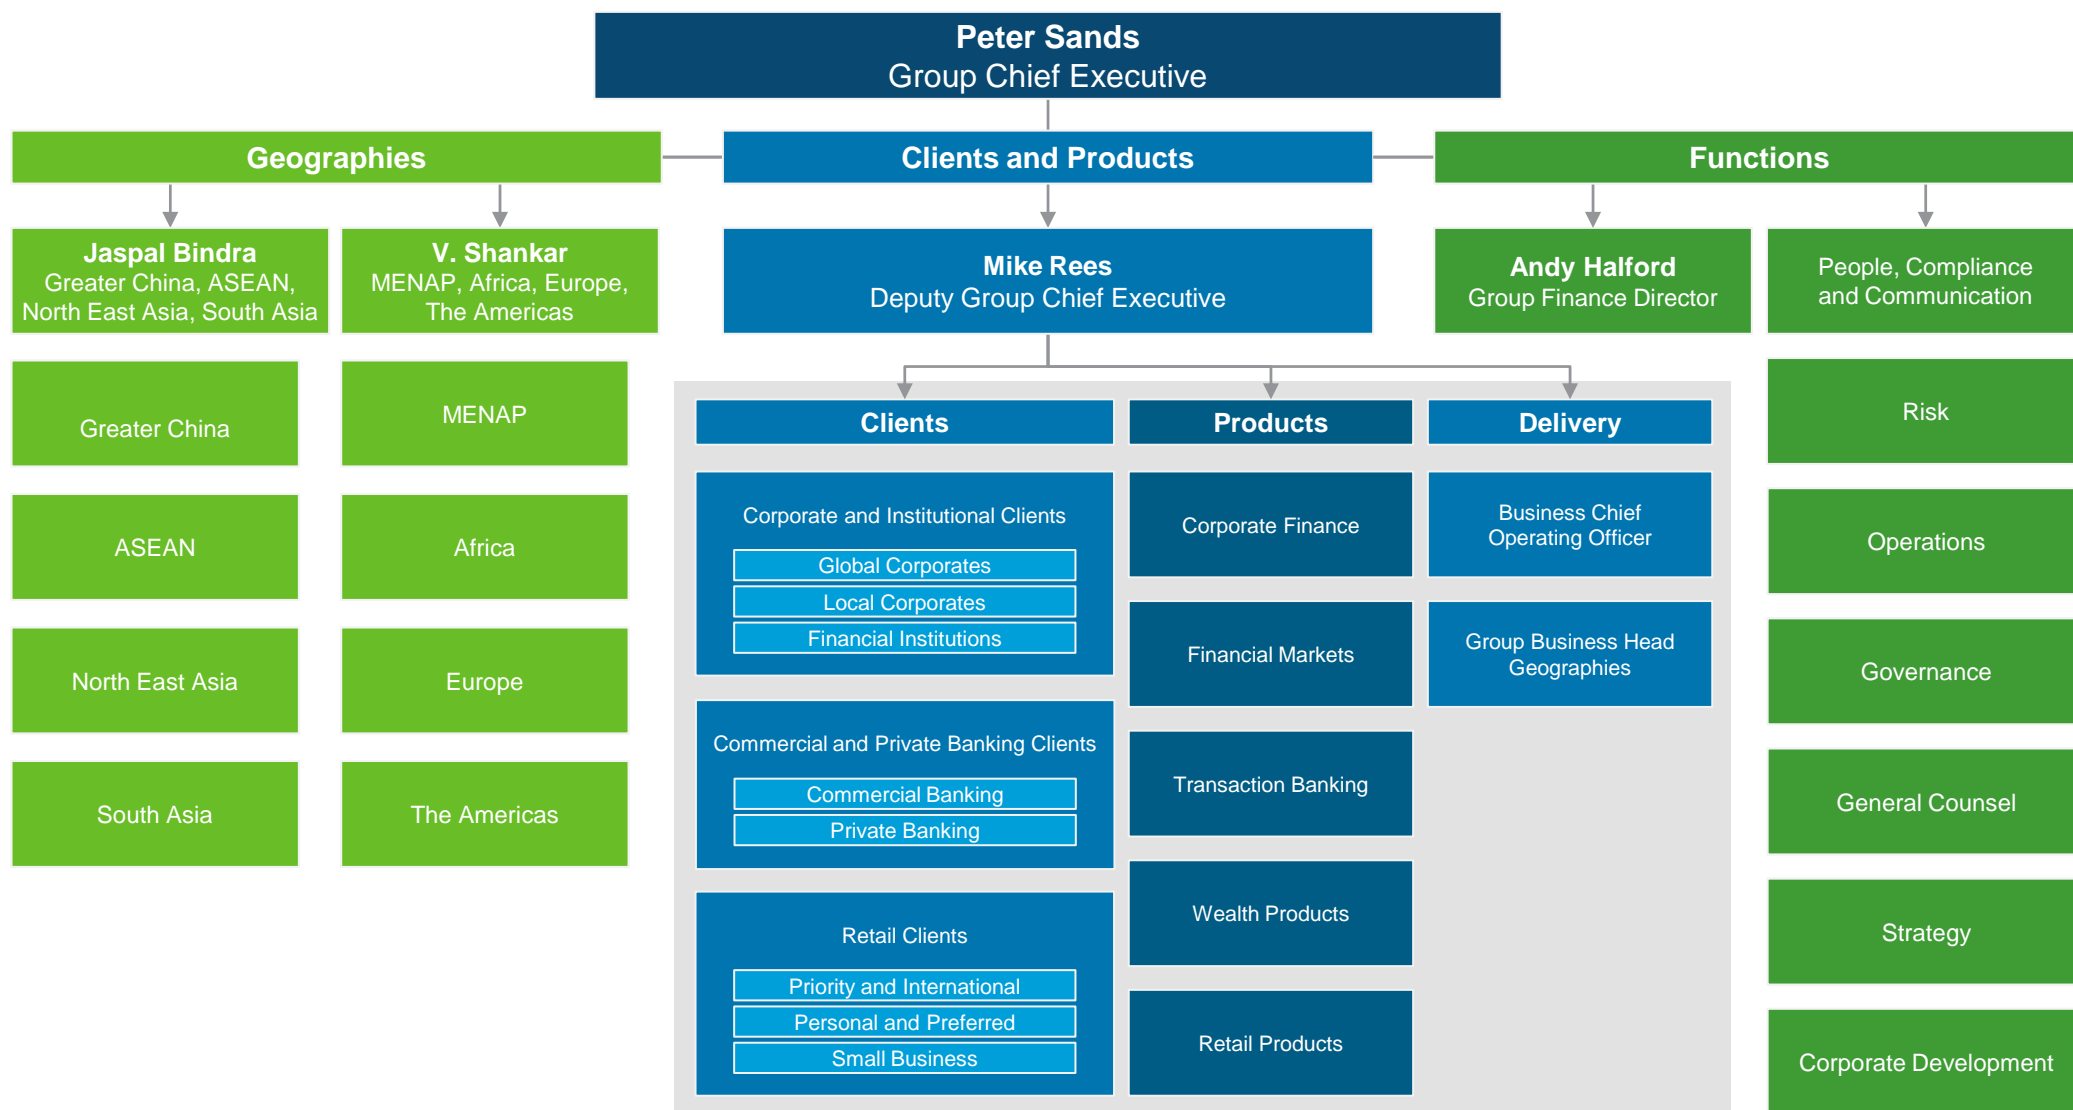 Peter Sands
Group Chief Executive
Geographies
Clients and Products
Functions
Jaspal Bindra
Greater China, ASEAN,
North East Asia, South Asia
V. Shankar
MENAP, Africa, Europe,
The Americas
Mike Rees
Deputy Group Chief Executive
Andy Halford
Group Finance Director
People, Compliance
and Communication
Greater China
ASEAN
North East Asia
South Asia
MENAP
Africa
Europe
The Americas
Clients
Corporate and Institutional Clients
Global Corporates
Local Corporates
Financial Institutions
Commercial and Private Banking Clients
Commercial Banking
Private Banking
Retail Clients
Priority and International
Personal and Preferred
Small Business
Products
Corporate Finance
Financial Markets
Transaction Banking
Wealth Products
Retail Products
Delivery
Business Chief
Operating Officer
Group Business Head
Geographies
Risk
Operations
Governance
General Counsel
Strategy
Corporate Development